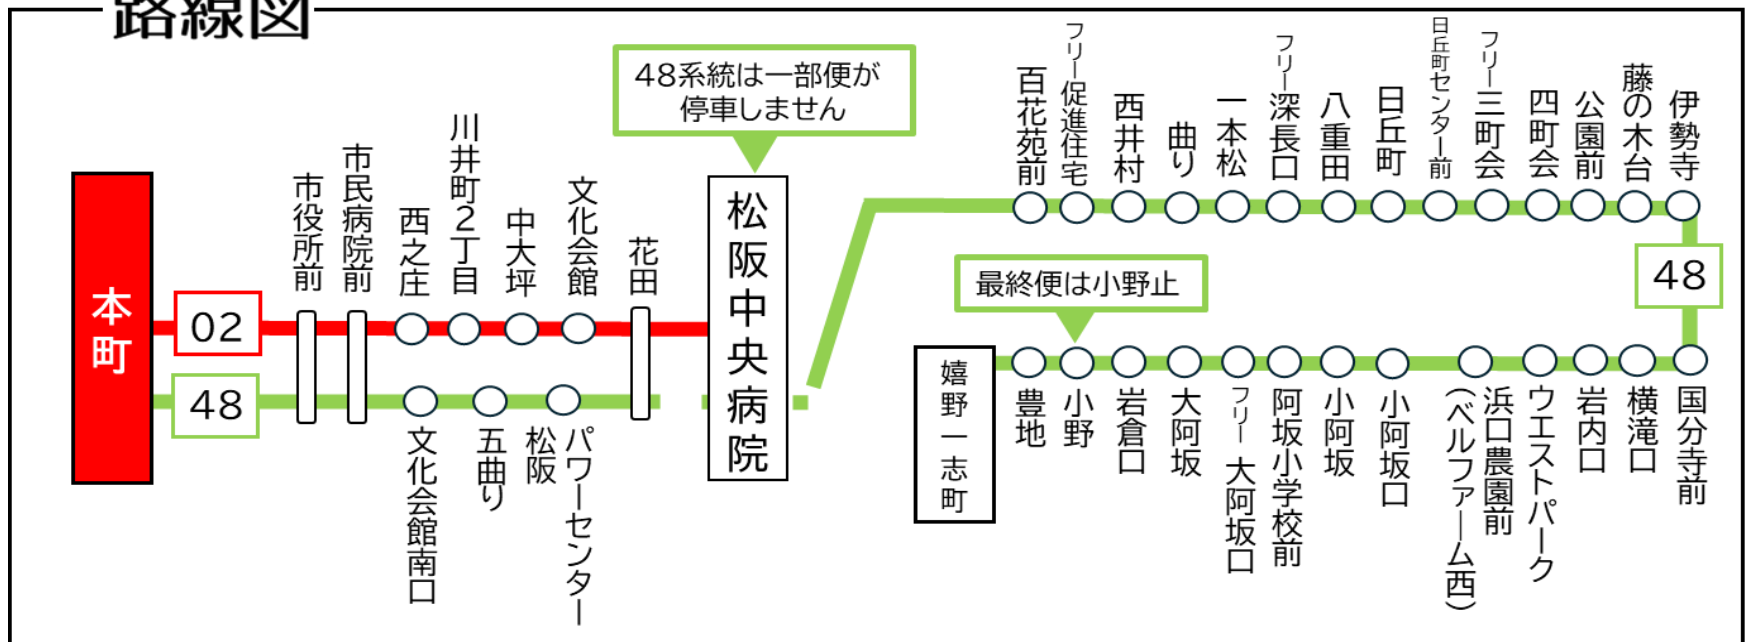 路線図
48系統は一部便が
停車しません
本町
02
48
市役所前
市民病院前
西之庄
川井町2丁目
中大坪
文化会館
花田
文化会館南口
五曲り
松阪
パワーセンター
松阪中央病院
百花苑前
フリー促進住宅
西井村
曲り
一本松
フリー深長口
八重田
日丘町
日丘町センター前
フリー三町会
四町会
公園前
藤の木台
伊勢寺
48
最終便は小野止
嬉野一志町
豊地
小野
岩倉口
大阿坂
フリー 大阿坂口
阿坂小学校前
小阿坂
小阿坂口
浜口農園前
(ベルファーム西)
ウエストパーク
岩内口
横滝口
国分寺前